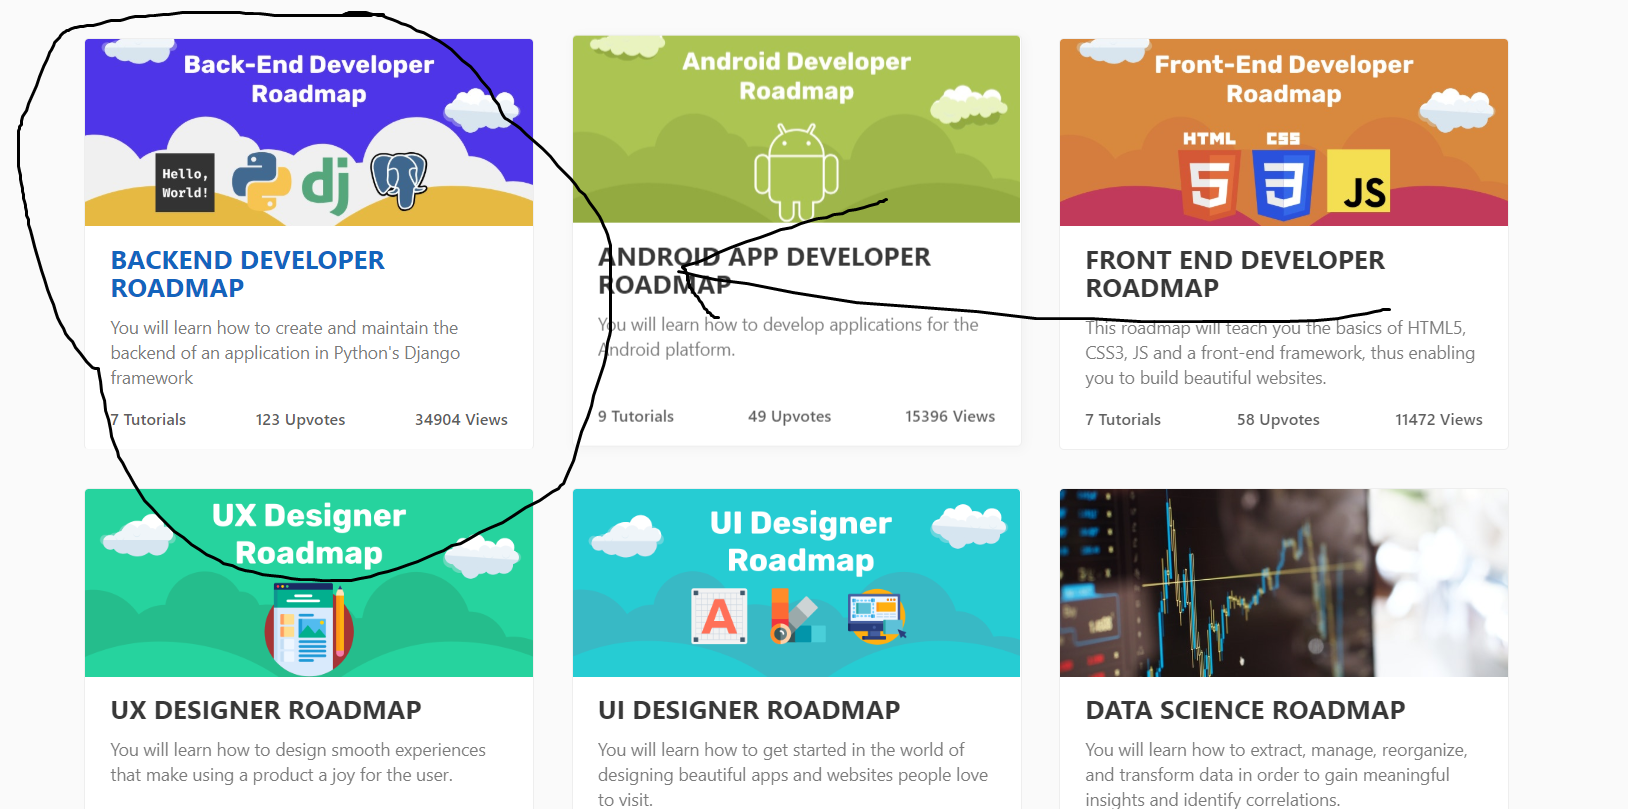 Back-End Developer
Roadmap
Hello,
World!
dj
BACKEND DEVELOPER
ROADMAP
You will learn how to create and maintain the
backend of an application in Python's Django
framework
7 Tutorials 123 Upvotes 34904 Views
Android Developer
Roadmap
ANDROID APP DEVELOPER
ROADMAP
You will learn how to develop applications for the
Android platform.
9 Tutorials 49 Upvotes 15396 Views
Front-End Developer
Roadmap
HTML CSS
5 3 JS
FRONT END DEVELOPER
ROADMAP
This roadmap will teach you the basics of HTML5,
CSS3, JS and a front-end framework, thus enabling
you to build beautiful websites.
7 Tutorials 58 Upvotes 11472 Views
UX Designer
Roadmap
UX DESIGNER ROADMAP
You will learn how to design smooth experiences
that make using a product a joy for the user.
UI Designer
Roadmap
A
UI DESIGNER ROADMAP
You will learn how to get started in the world of
designing beautiful apps and websites people love
to visit.
DATA SCIENCE ROADMAP
You will learn how to extract, manage, reorganize,
and transform data in order to gain meaningful
insights and identify correlations.